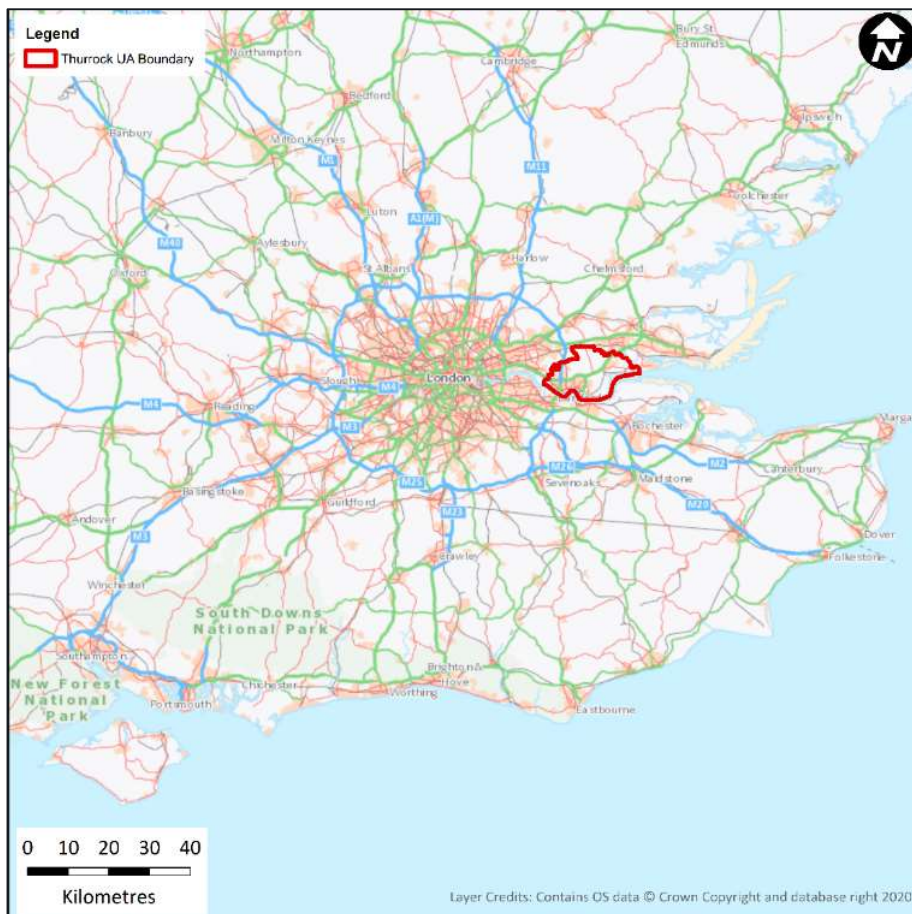 Legend
Thurrock UA Boundary
N
Northampton
Cambridge
Bury St
Edmunds
Bedford
Ipswich
Banbury
Milton Keynes
M1
M11
Colchester
Luton
A1(M)
M40
Aylesbury
Harlow
St Albans
Chelmsford
Oxford
Slough
M4
London
M4
Reading
M3
Rochester
Marga
M25
M26
M2
Canterbury
Basingstoke
Sevenoaks
Maidstone
Guildford
M23
M20
Andover
M3
Crawley
Dover
Folkestone
Winchester
South Downs
National Park
Southampton
Brighton &
Hove
New Forest
National
Park
Chichester
Worthing
Portsmouth
Eastbourne
0 10 20 30 40
Kilometres
Layer Credits: Contains OS data © Crown Copyright and database right 2020